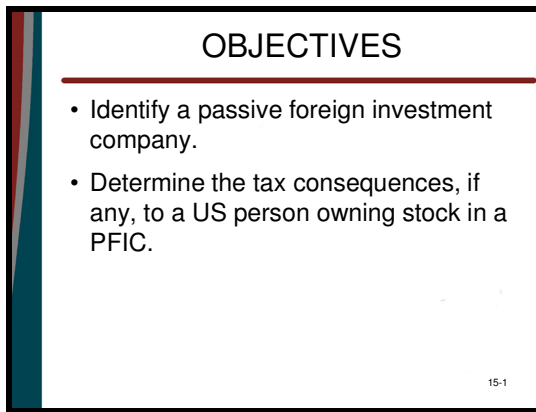 OBJECTIVES
• Identify a passive foreign investment
company.
• Determine the tax consequences, if
any, to a US person owning stock in a
PFIC.
15-1